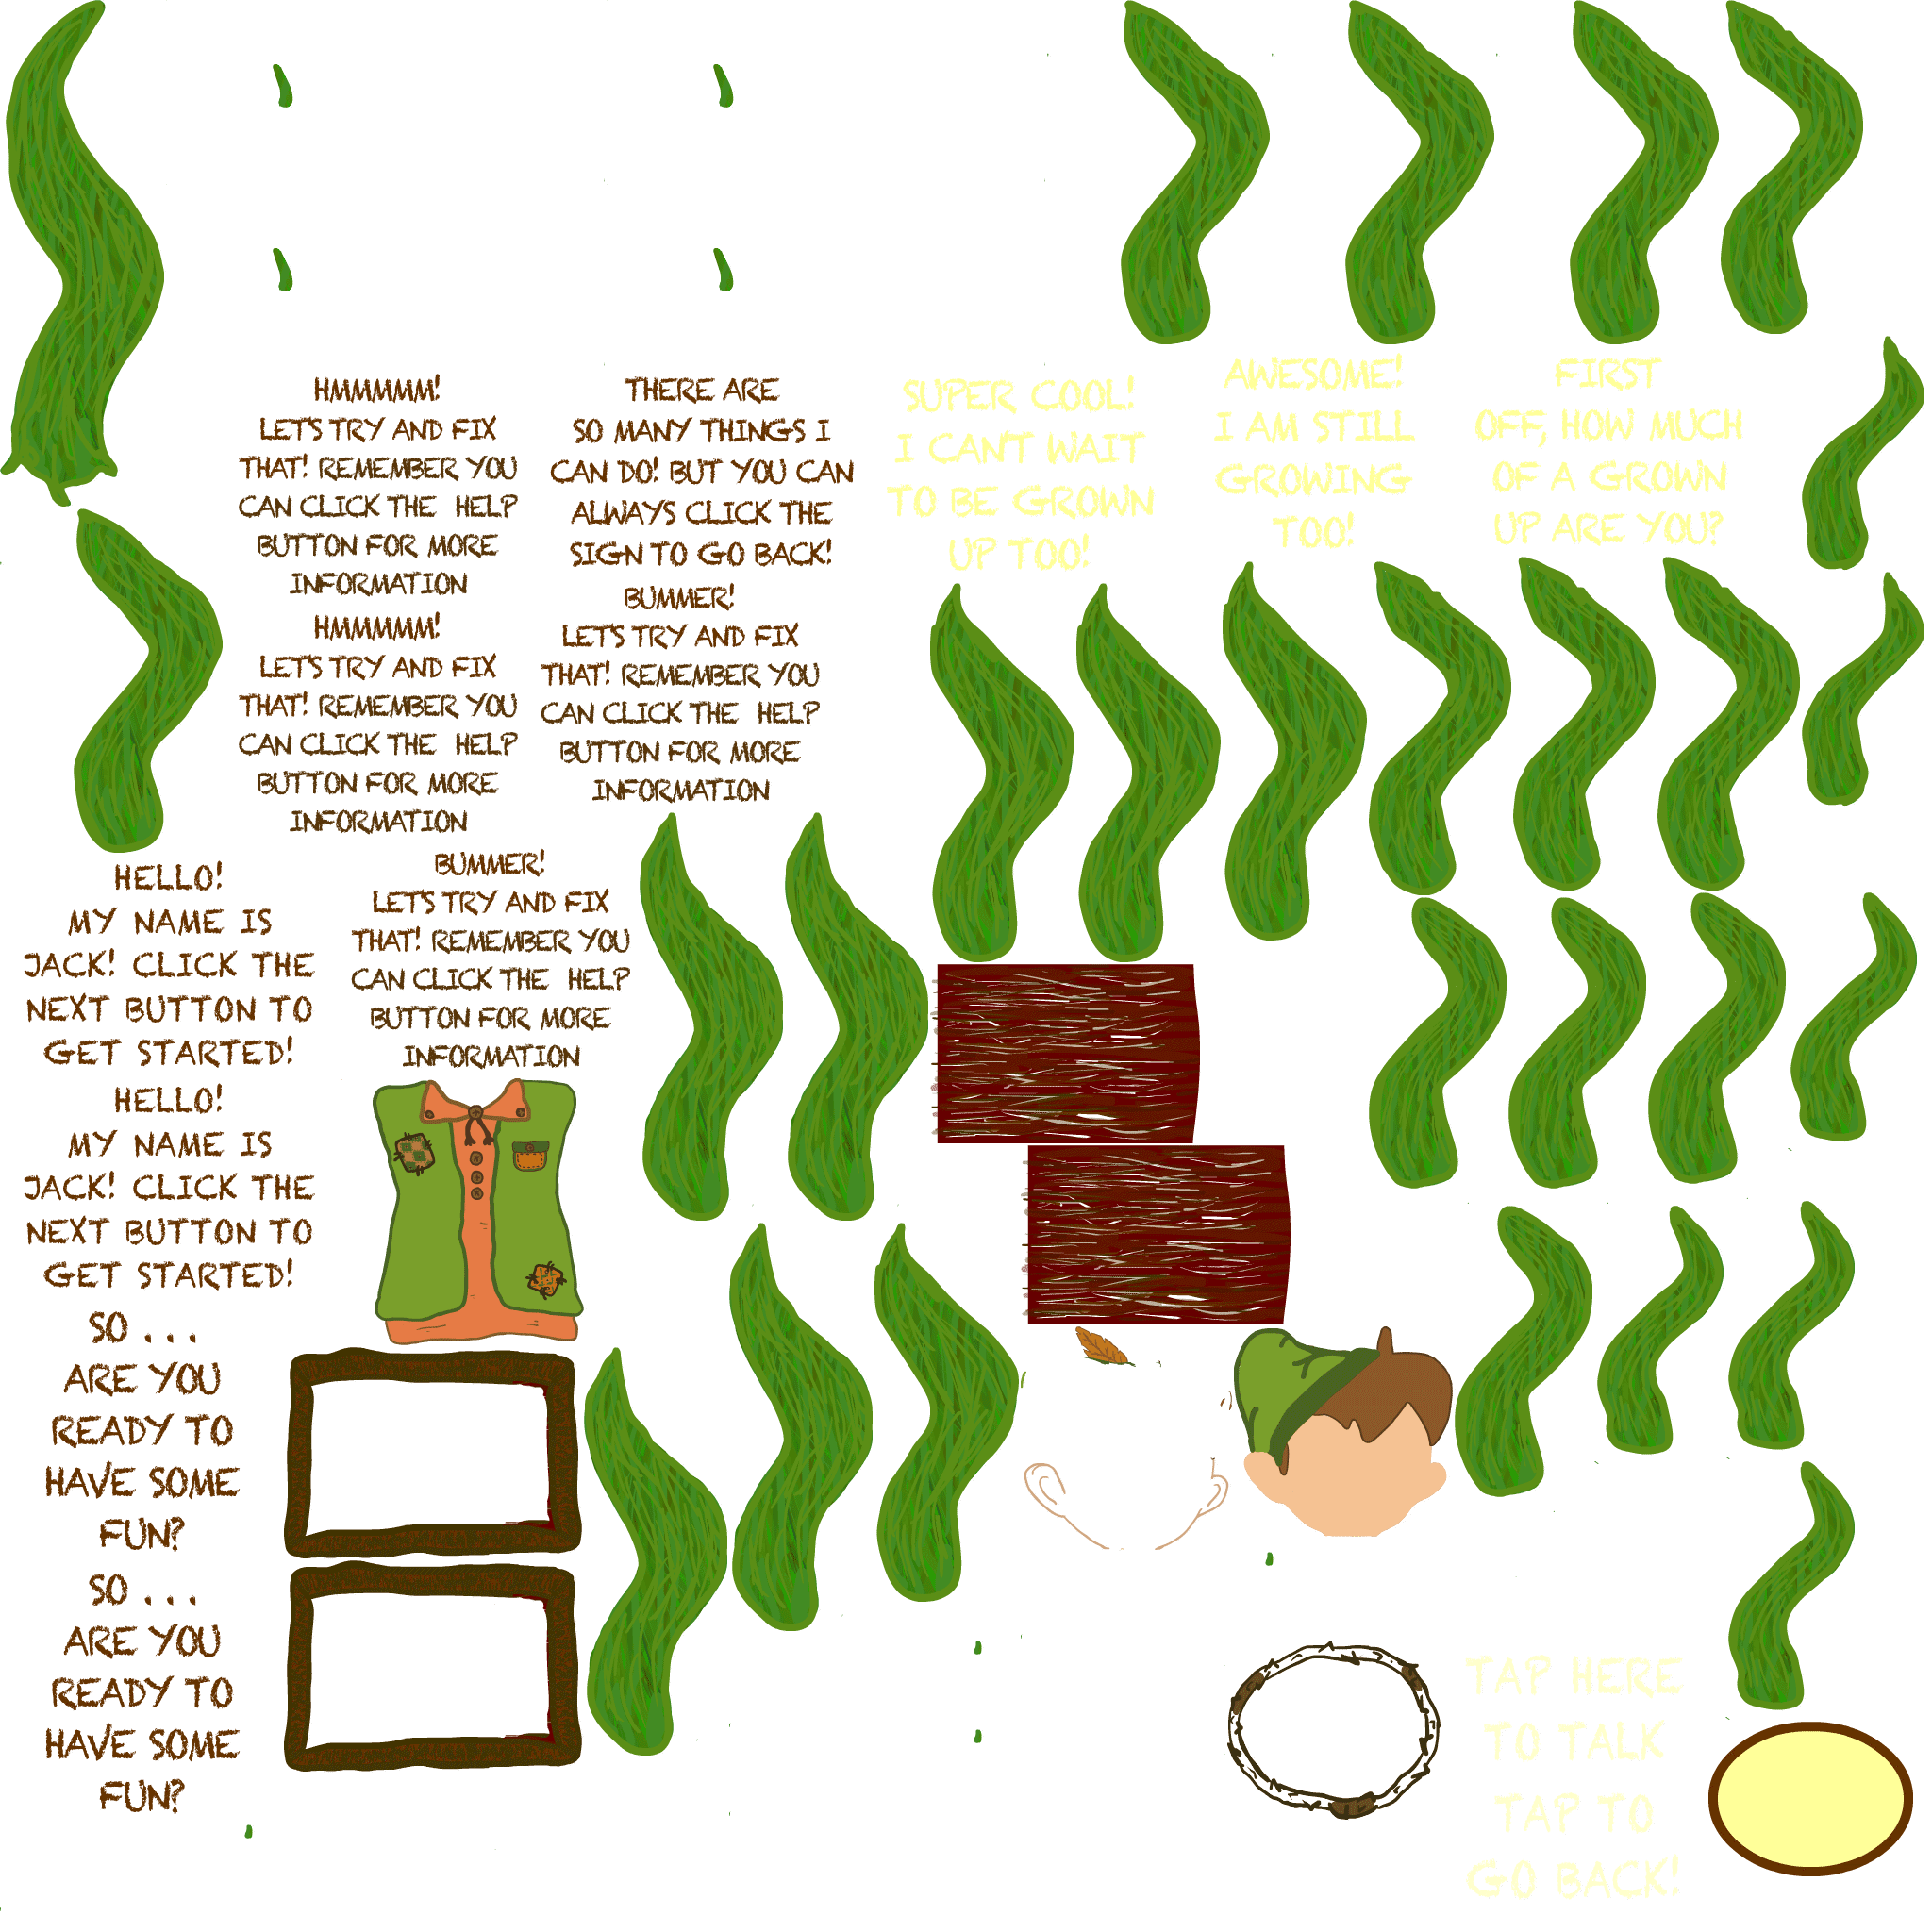 HMMMMM!
LET'S TRY AND FIX
THAT! REMEMBER YOU
CAN CLICK THE HELP
BUTTON FOR MORE
INFORMATION
THERE ARE
SO MANY THINGS I
CAN DO! BUT YOU CAN
ALWAYS CLICK THE
SIGN TO GO BACK!
SUPER COOL!
I CAN'T WAIT
TO BE GROWN
UP TOO!
AWESOME!
I AM STILL
GROWING
TOO!
FIRST
OFF, HOW MUCH
OF A GROWN
UP ARE YOU?
HMMMMM!
LET'S TRY AND FIX
THAT! REMEMBER YOU
CAN CLICK THE HELP
BUTTON FOR MORE
INFORMATION
BUMMER!
LET'S TRY AND FIX
THAT! REMEMBER YOU
CAN CLICK THE HELP
BUTTON FOR MORE
INFORMATION
HELLO!
MY NAME IS
JACK! CLICK THE
NEXT BUTTON TO
GET STARTED!
BUMMER!
LET'S TRY AND FIX
THAT! REMEMBER YOU
CAN CLICK THE HELP
BUTTON FOR MORE
INFORMATION
HELLO!
MY NAME IS
JACK! CLICK THE
NEXT BUTTON TO
GET STARTED!
SO . . .
ARE YOU
READY TO
HAVE SOME
FUN?
SO . . .
ARE YOU
READY TO
HAVE SOME
FUN?
TAP HERE
TO TALK
TAP TO
GO BACK!